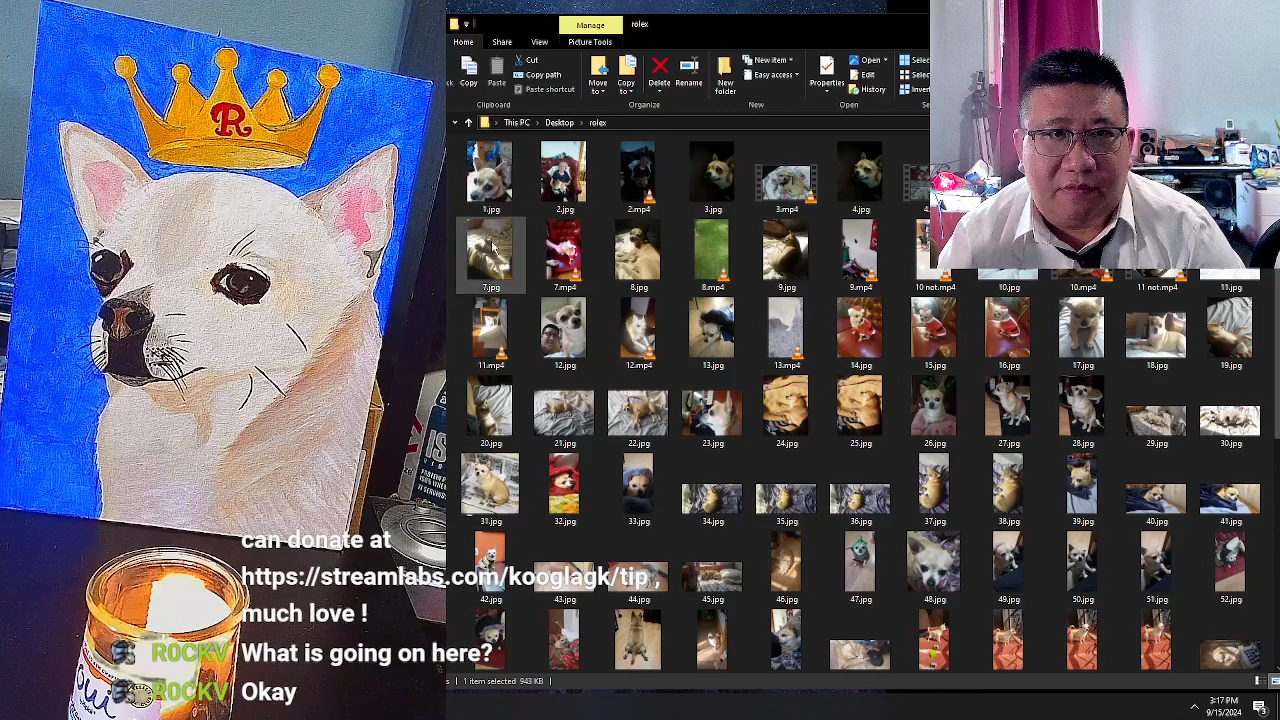 Manage
rolex
Home
Share
View
Picture Tools
Copy
Paste
Cut
Copy path
Paste shortcut
Move to
Copy to
Delete
Rename
New folder
New item
Easy access
Properties
Open
Edit
History
Clipboard
Organize
New
Open
This PC > Desktop > rolex
1.jpg 2.jpg 2.mp4 3.jpg 3.mp4 4.jpg
7.jpg 7.mp4 8.jpg 8.mp4 9.jpg 9.mp4 10 not.mp4 10.jpg 10.mp4 11 not.mp4 11.jpg
11.mp4 12.jpg 12.mp4 13.jpg 13.mp4 14.jpg 15.jpg 16.jpg 17.jpg 18.jpg 19.jpg
20.jpg 21.jpg 22.jpg 23.jpg 24.jpg 25.jpg 26.jpg 27.jpg 28.jpg 29.jpg 30.jpg
31.jpg 32.jpg 33.jpg 34.jpg 35.jpg 36.jpg 37.jpg 38.jpg 39.jpg 40.jpg 41.jpg
42.jpg 43.jpg 44.jpg 45.jpg 46.jpg 47.jpg 48.jpg 49.jpg 50.jpg 51.jpg 52.jpg
1 item selected 943 KB
3:17 PM
9/15/2024
R
can donate at
https://streamlabs.com/kooglagk/tip ,
much love !
R0CKV What is going on here?
R0CKV Okay